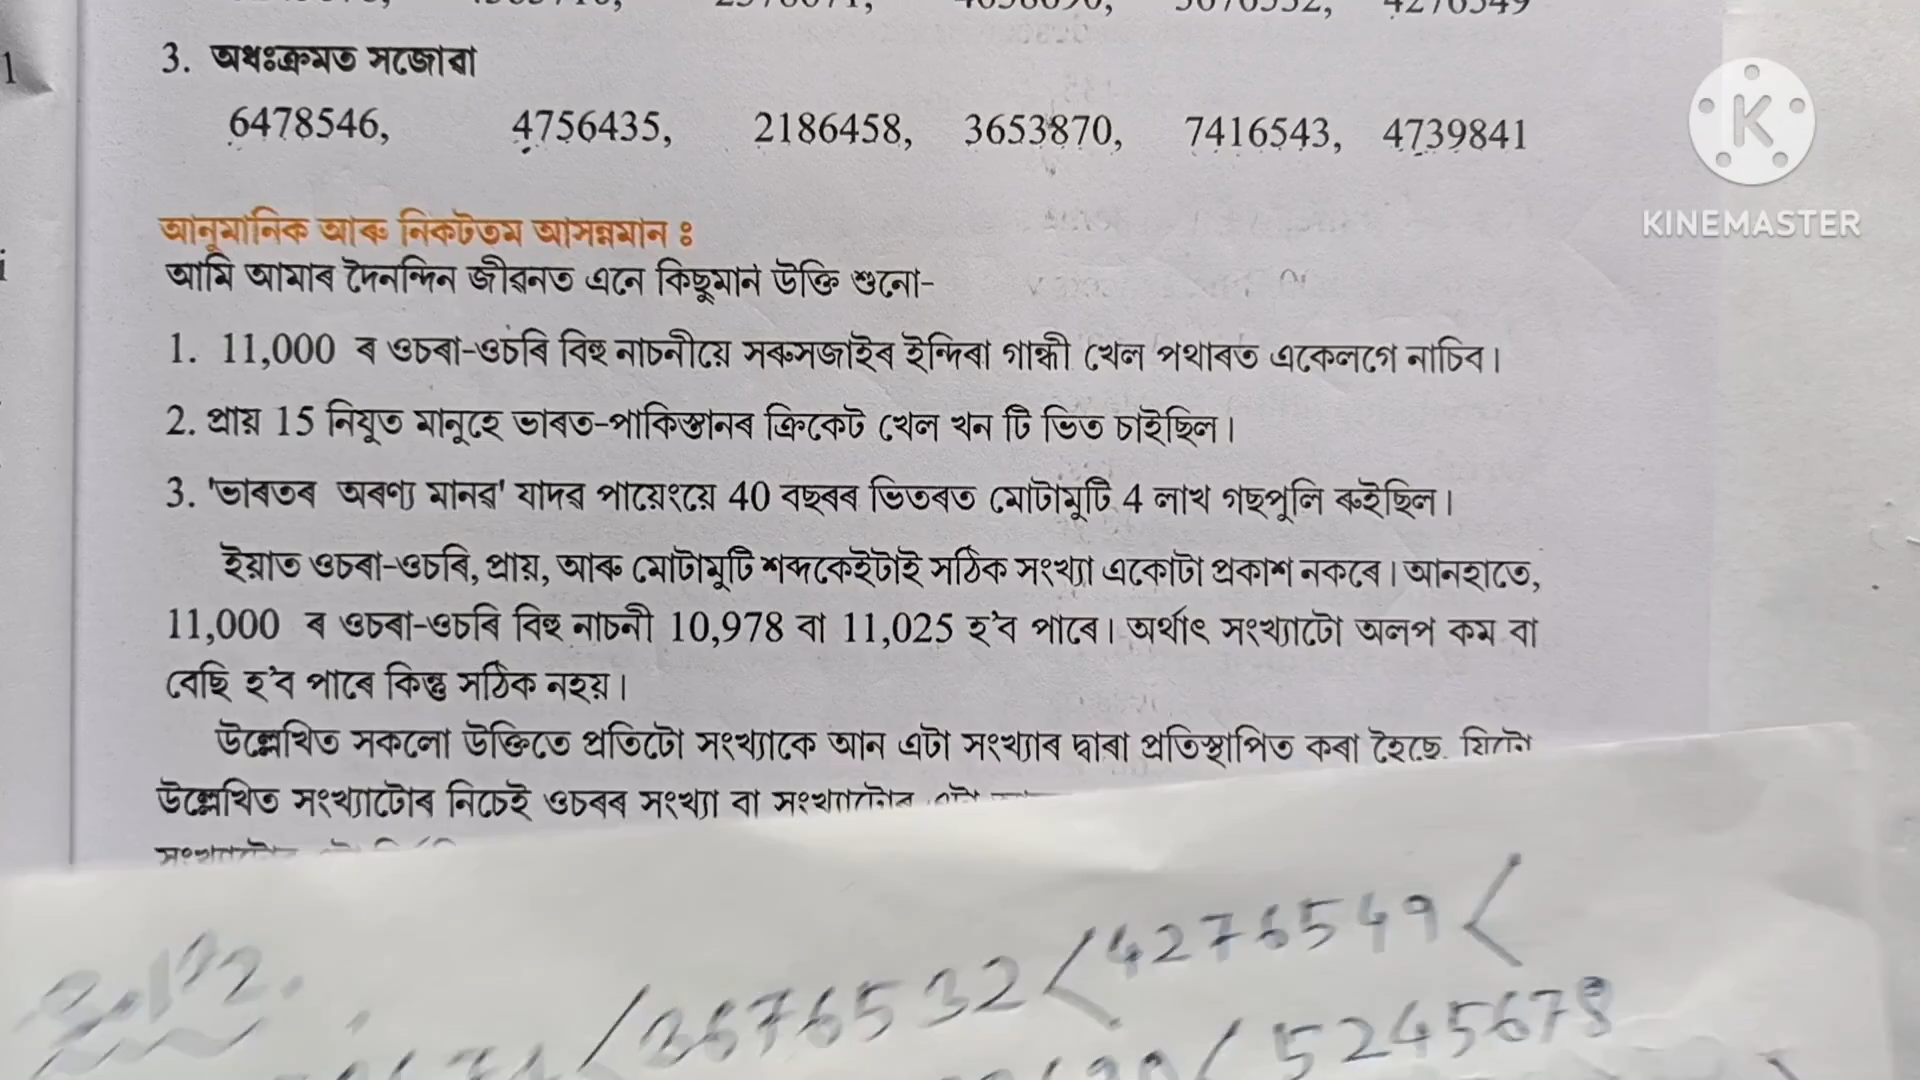 3. অধঃক্ৰমত সজোৱা
6478546, 4756435, 2186458, 3653870, 7416543, 4739841
KINEMASTER
আনুমানিক আৰু নিকটতম আসন্নমান ঃ
আমি আমাৰ দৈনন্দিন জীৱনত এনে কিছুমান উক্তি শুনো-
1. 11,000 ৰ ওচৰা-ওচৰি বিহু নাচনীয়ে সৰুসজাইৰ ইন্দিৰা গান্ধী খেল পথাৰত একেলগে নাচিব।
2. প্ৰায় 15 নিযুত মানুহে ভাৰত-পাকিস্তানৰ ক্ৰিকেট খেল খন টি ভিত চাইছিল।
3. 'ভাৰতৰ অৰণ্য মানৱ' যাদৱ পায়েংয়ে 40 বছৰৰ ভিতৰত মোটামুটি 4 লাখ গছপুলি ৰুইছিল।
ইয়াত ওচৰা-ওচৰি, প্ৰায়, আৰু মোটামুটি শব্দকেইটাই সঠিক সংখ্যা একোটা প্ৰকাশ নকৰে। আনহাতে,
11,000 ৰ ওচৰা-ওচৰি বিহু নাচনী 10,978 বা 11,025 হ'ব পাৰে। অৰ্থাৎ সংখ্যাটো অলপ কম বা
বেছি হ'ব পাৰে কিন্তু সঠিক নহয়।
উল্লেখিত সকলো উক্তিতে প্ৰতিটো সংখ্যাকে আন এটা সংখ্যাৰ দ্বাৰা প্ৰতিস্থাপিত কৰা হৈছে. যিটো
উল্লেখিত সংখ্যাটোৰ নিচেই ওচৰৰ সংখ্যা বা সংখ্যাটোৰ
<3676532<4276549<
<5245678